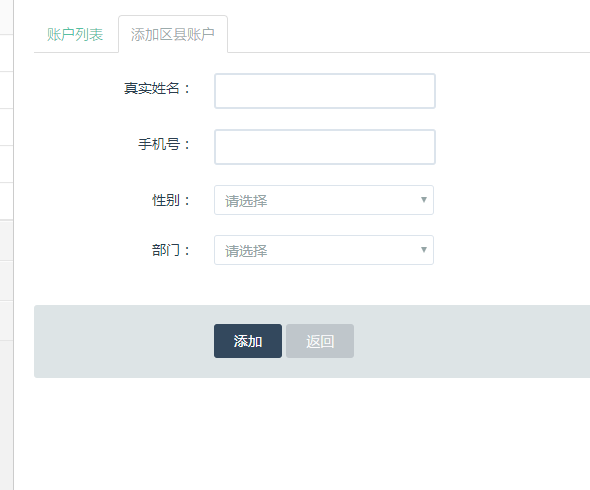 账户列表 添加区县账户
真实姓名：
手机号：
性别： 请选择
部门： 请选择
添加 返回